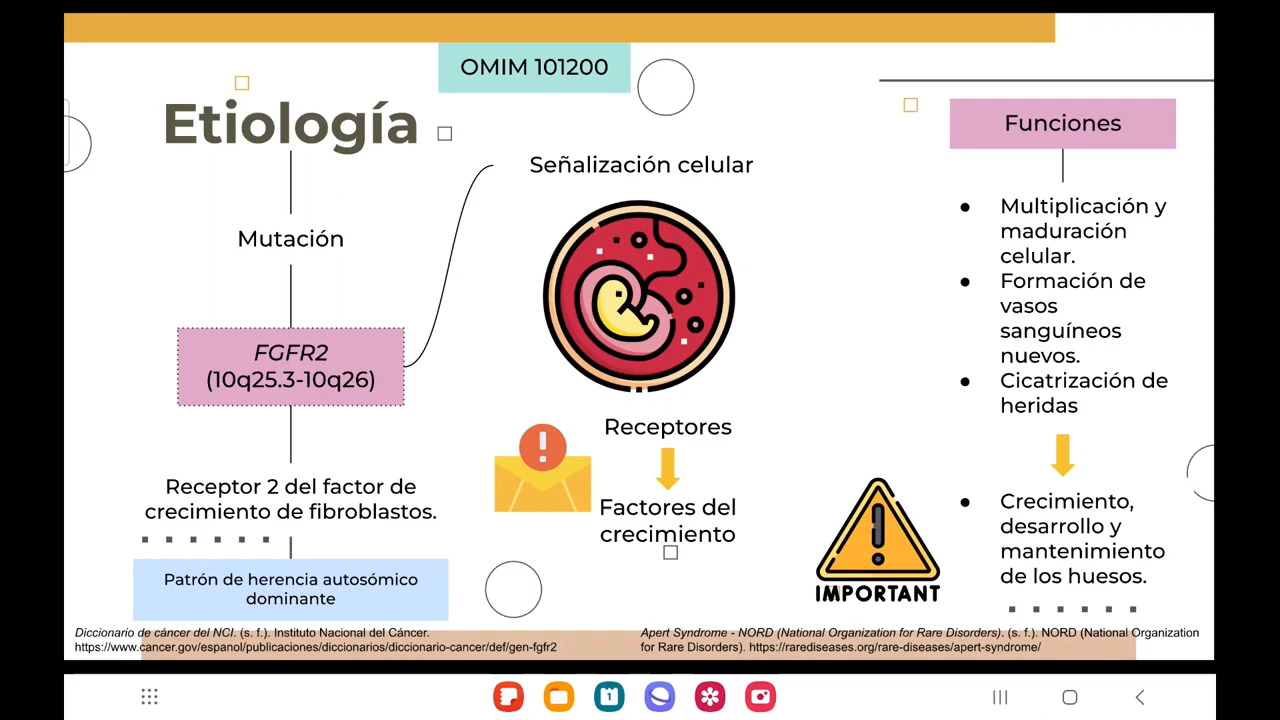 OMIM 101200
Etiología
Mutación
FGFR2
(10q25.3-10q26)
Receptor 2 del factor de
crecimiento de fibroblastos.
Patrón de herencia autosómico
dominante
Señalización celular
Receptores
Factores del
crecimiento
Funciones
● Multiplicación y
maduración
celular.
● Formación de
vasos
sanguíneos
nuevos.
● Cicatrización de
heridas
● Crecimiento,
desarrollo y
mantenimiento
de los huesos.
IMPORTANT
Diccionario de cáncer del NCI. (s. f.). Instituto Nacional del Cáncer.
https://www.cancer.gov/espanol/publicaciones/diccionarios/diccionario-cancer/def/gen-fgfr2
Apert Syndrome - NORD (National Organization for Rare Disorders). (s. f.). NORD (National Organization
for Rare Disorders). https://rarediseases.org/rare-diseases/apert-syndrome/
1